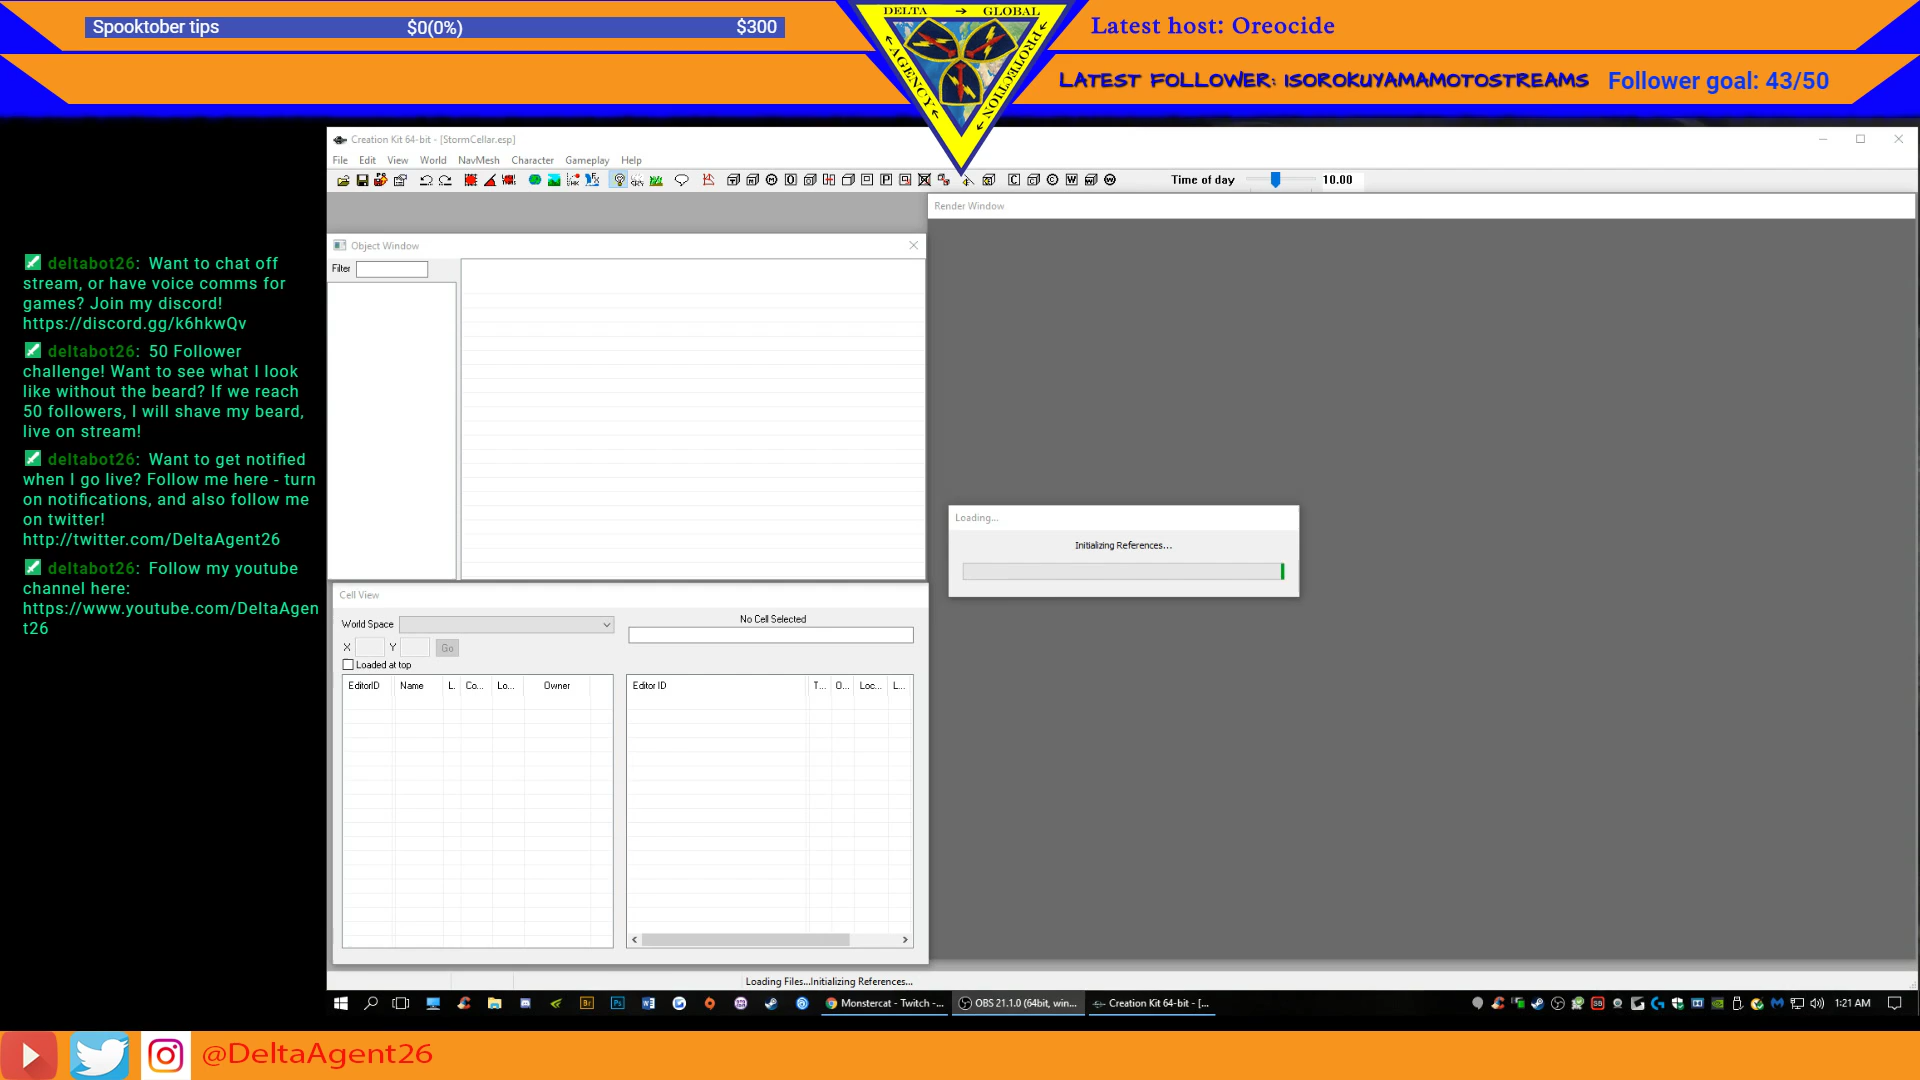 Spooktober tips $0(0%) $300
DELTA → GLOBAL
PROTECTION
AGENCY
Latest host: Oreocide
LATEST FOLLOWER: ISOROKUYAMAMOTOSTREAMS Follower goal: 43/50
Creation Kit 64-bit - [StormCellar.esp]
File Edit View World NavMesh Character Gameplay Help
Time of day 10.00
Render Window
Object Window
Filter
deltabot26: Want to chat off
stream, or have voice comms for
games? Join my discord!
https://discord.gg/k6hkwQv
deltabot26: 50 Follower
challenge! Want to see what I look
like without the beard? If we reach
50 followers, I will shave my beard,
live on stream!
deltabot26: Want to get notified
when I go live? Follow me here - turn
on notifications, and also follow me
on twitter!
http://twitter.com/DeltaAgent26
deltabot26: Follow my youtube
channel here:
https://www.youtube.com/DeltaAgen
t26
Loading...
Initializing References...
Cell View
World Space
No Cell Selected
X Y Go
Loaded at top
EditorID Name L. Co... Lo... Owner
Editor ID T... O... Loc... L...
Loading Files...Initializing References...
Monstercat - Twitch -... OBS 21.1.0 (64bit, win... Creation Kit 64-bit - [... 1:21 AM
@DeltaAgent26